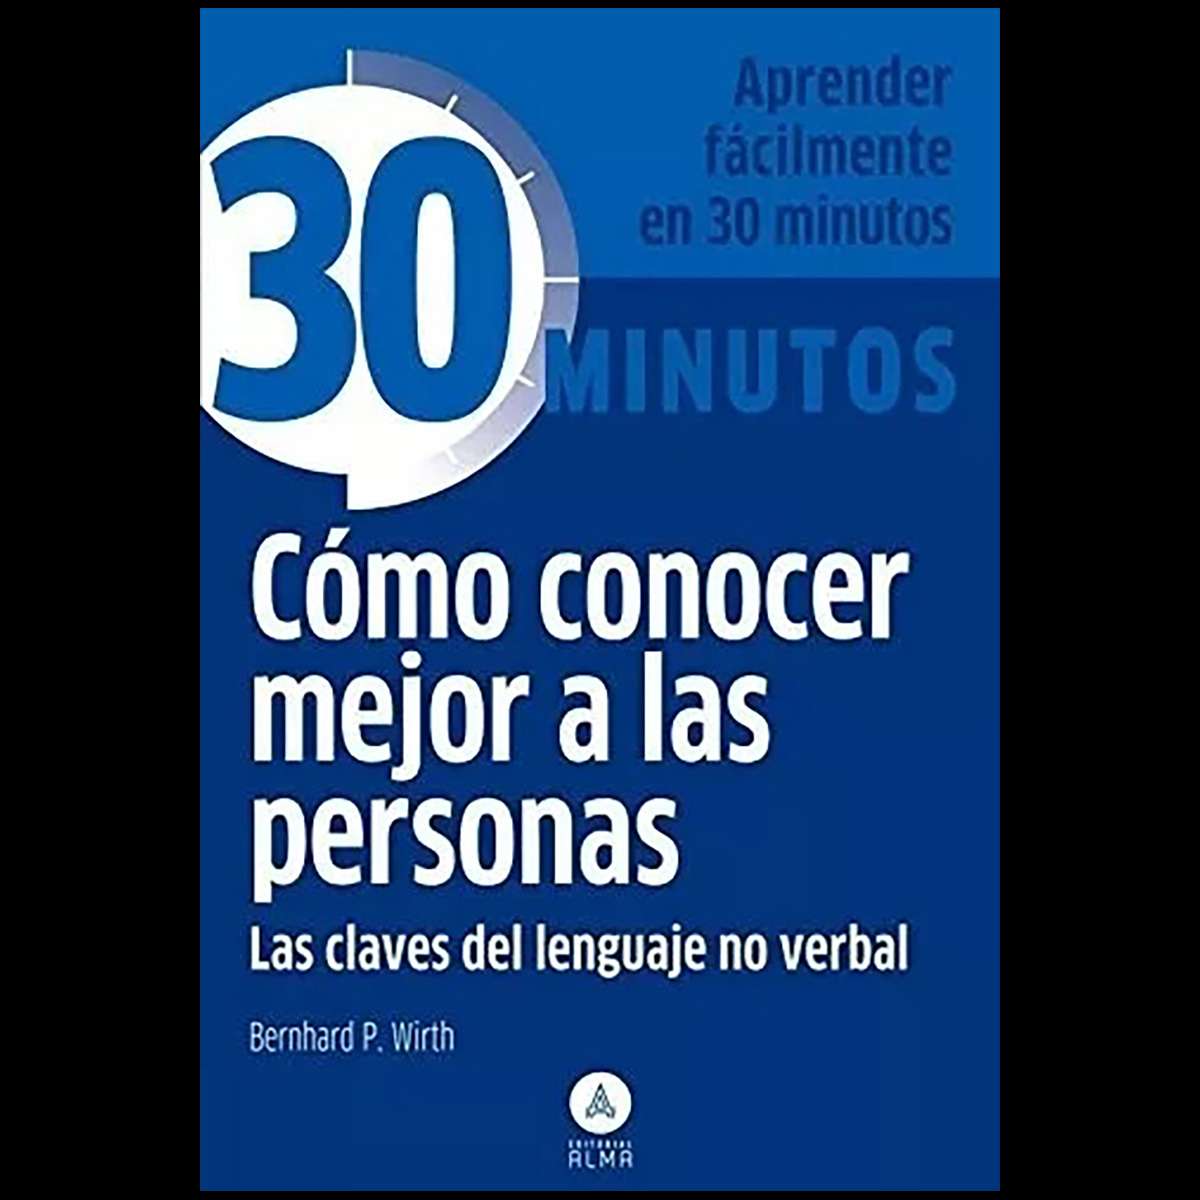 Aprender
fácilmente
en 30 minutos
30
MINUTOS
Cómo conocer
mejor a las
personas
Las claves del lenguaje no verbal
Bernhard P. Wirth
EDITORIAL
ALMA